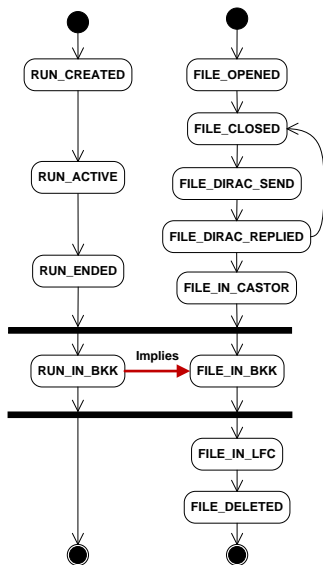 RUN_CREATED
FILE_OPENED
FILE_CLOSED
RUN_ACTIVE
FILE_DIRAC_SEND
FILE_DIRAC_REPLIED
RUN_ENDED
FILE_IN_CASTOR
Implies
RUN_IN_BKK
FILE_IN_BKK
FILE_IN_LFC
FILE_DELETED